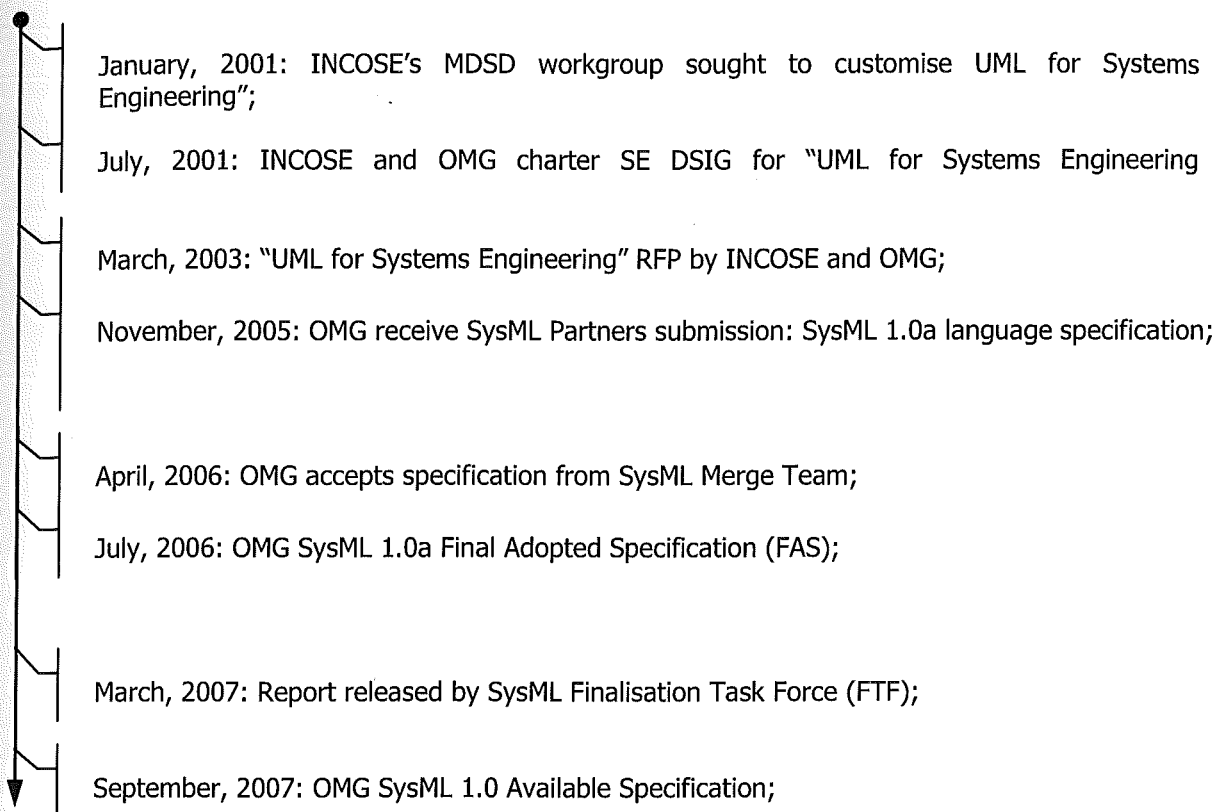 January, 2001: INCOSE's MDSD workgroup sought to customise UML for Systems
Engineering";
July, 2001: INCOSE and OMG charter SE DSIG for "UML for Systems Engineering
March, 2003: "UML for Systems Engineering" RFP by INCOSE and OMG;
November, 2005: OMG receive SysML Partners submission: SysML 1.0a language specification;
April, 2006: OMG accepts specification from SysML Merge Team;
July, 2006: OMG SysML 1.0a Final Adopted Specification (FAS);
March, 2007: Report released by SysML Finalisation Task Force (FTF);
September, 2007: OMG SysML 1.0 Available Specification;